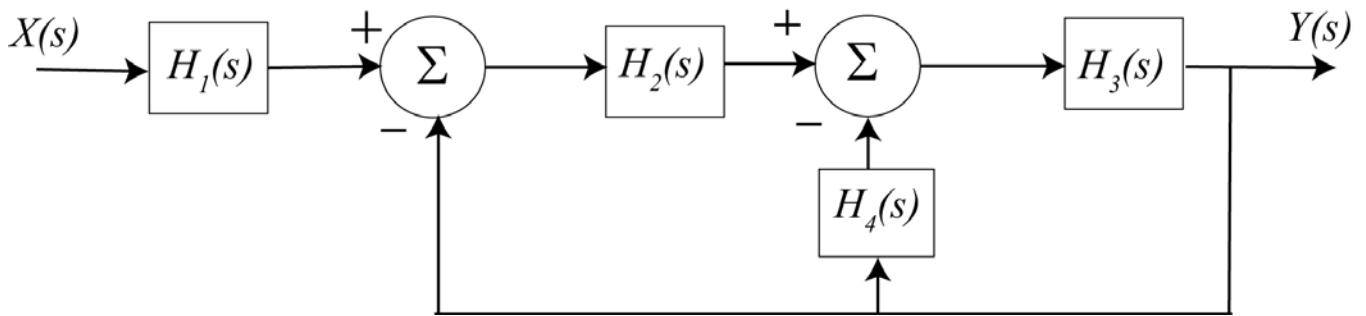 X(s) H₁(s) + Σ H₂(s) + Σ H₃(s) Y(s)
− −
H₄(s)